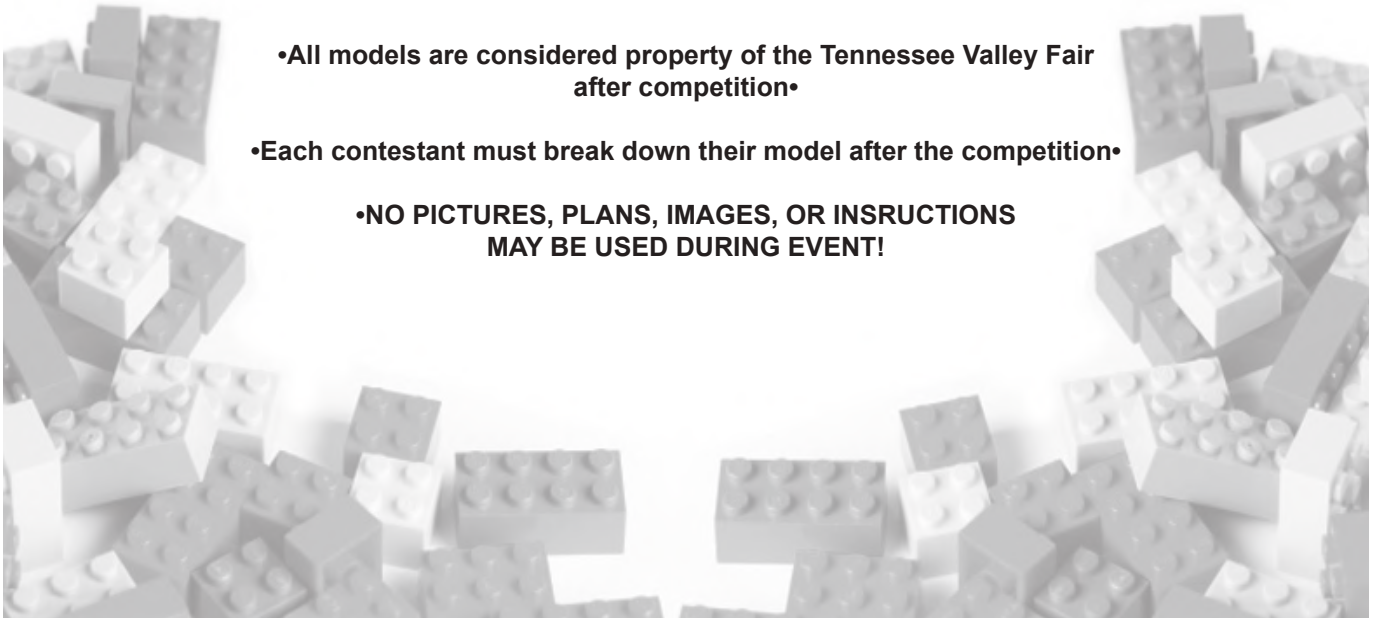 •All models are considered property of the Tennessee Valley Fair
after competition•
•Each contestant must break down their model after the competition•
•NO PICTURES, PLANS, IMAGES, OR INSRUCTIONS
MAY BE USED DURING EVENT!